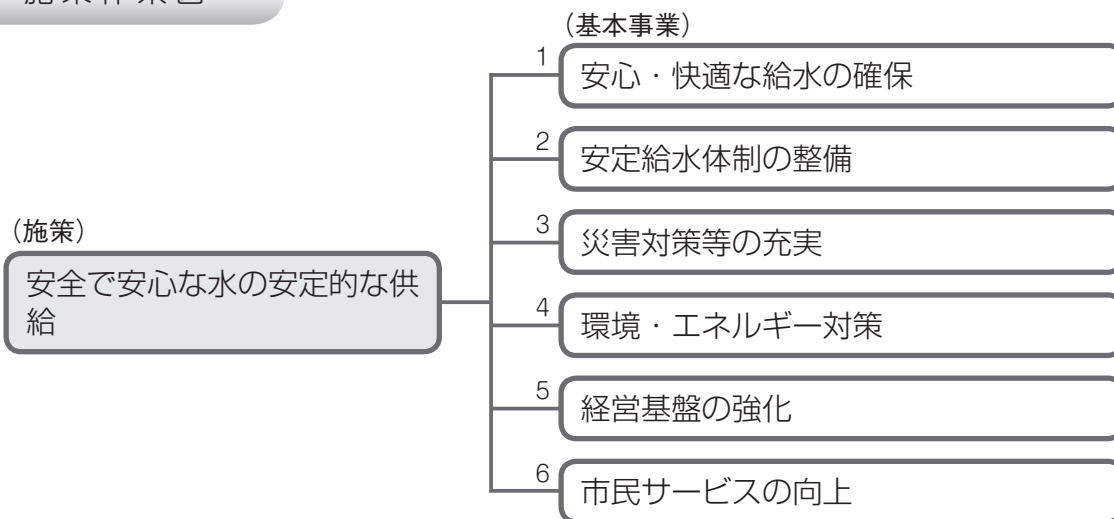 施策体系図
（基本事業）
1 安心・快適な給水の確保
2 安定給水体制の整備
3 災害対策等の充実
（施策）
安全で安心な水の安定的な供
給
4 環境・エネルギー対策
5 経営基盤の強化
6 市民サービスの向上